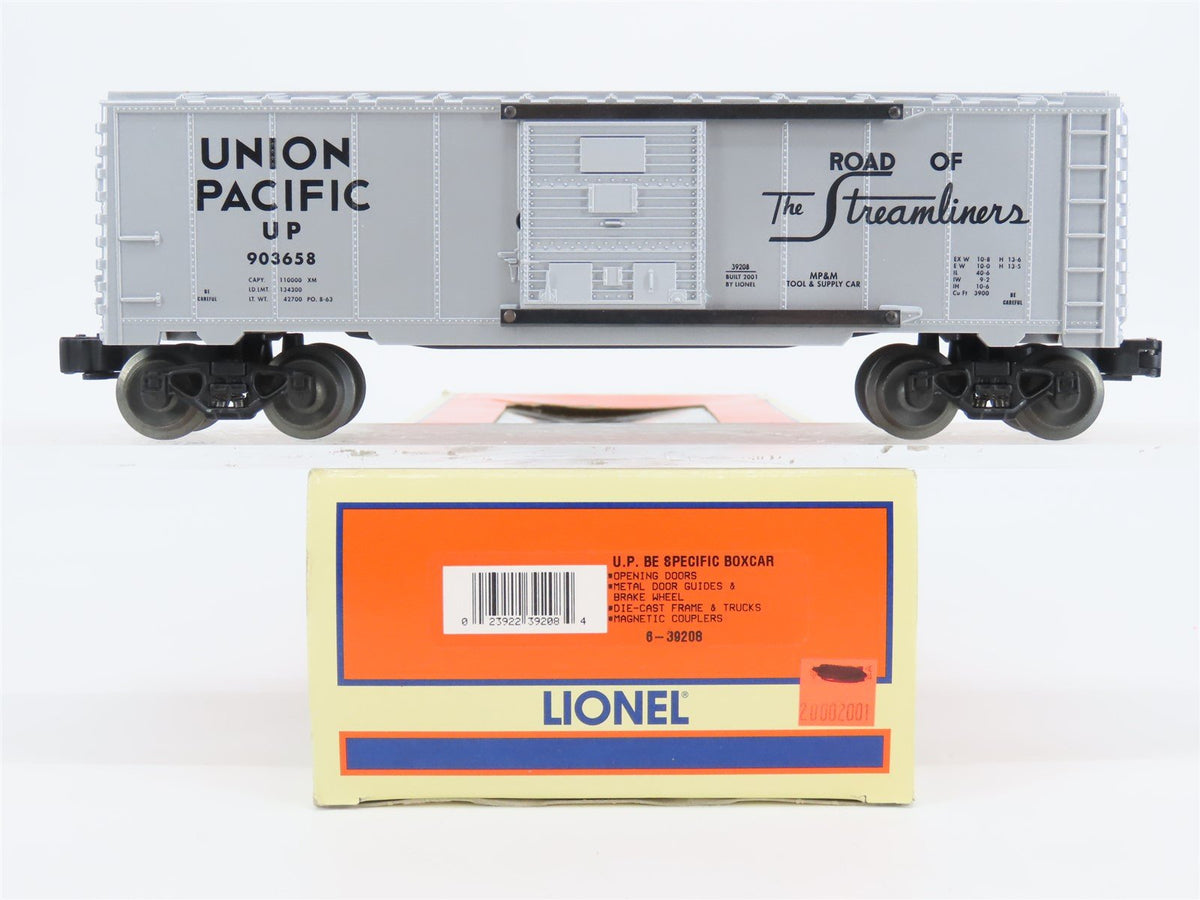 UNION
PACIFIC
UP
903658
CAPY. 110000 XM
LD LMT. 134300
LT. WT. 42700 PO. B-63
BE
CAREFUL
39208
BUILT 2001
BY LIONEL
ROAD OF
The Streamliners
MP&M
TOOL & SUPPLY CAR
EX W 10-8 H 13-6
E W 10-0 H 13-5
IL 40-6
IW 9-2
IH 10-6
Cu Ft 3900
BE
CAREFUL
U.P. BE SPECIFIC BOXCAR
OPENING DOORS
METAL DOOR GUIDES &
BRAKE WHEEL
DIE-CAST FRAME & TRUCKS
MAGNETIC COUPLERS
6-39208
0 23922 39208 4
LIONEL®
20002001